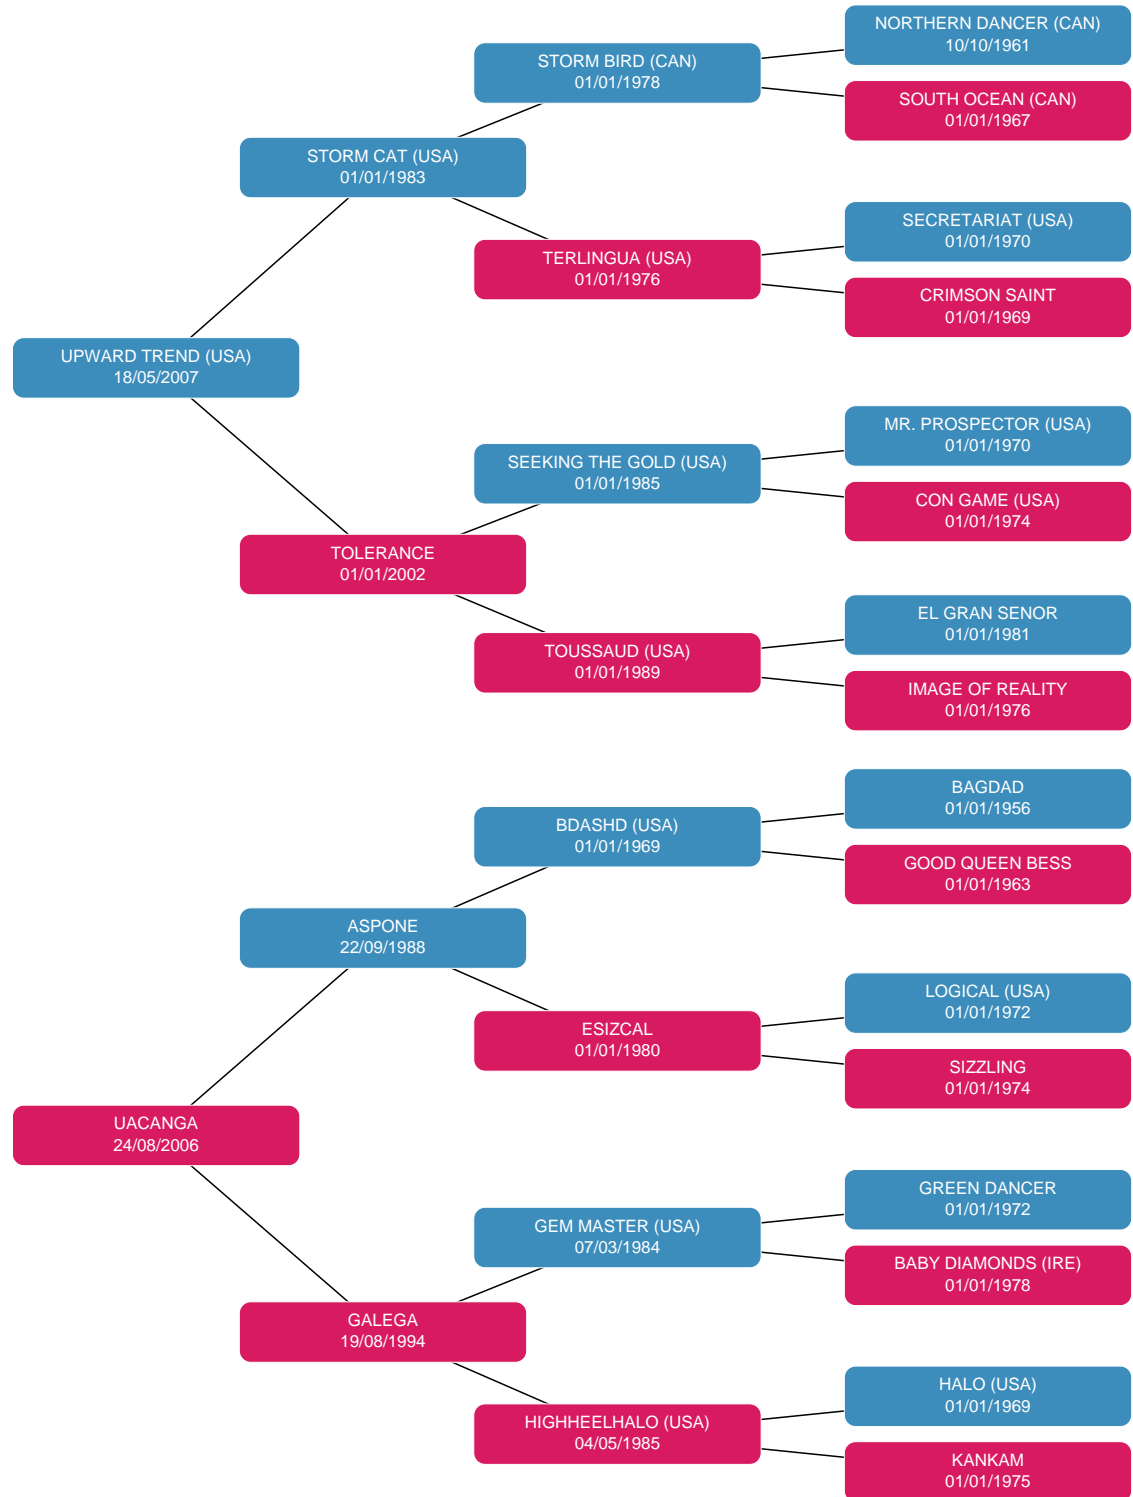 NORTHERN DANCER (CAN)
10/10/1961
STORM BIRD (CAN)
01/01/1978
SOUTH OCEAN (CAN)
01/01/1967
STORM CAT (USA)
01/01/1983
SECRETARIAT (USA)
01/01/1970
TERLINGUA (USA)
01/01/1976
CRIMSON SAINT
01/01/1969
UPWARD TREND (USA)
18/05/2007
MR. PROSPECTOR (USA)
01/01/1970
SEEKING THE GOLD (USA)
01/01/1985
CON GAME (USA)
01/01/1974
TOLERANCE
01/01/2002
EL GRAN SENOR
01/01/1981
TOUSSAUD (USA)
01/01/1989
IMAGE OF REALITY
01/01/1976
BAGDAD
01/01/1956
BDASHD (USA)
01/01/1969
GOOD QUEEN BESS
01/01/1963
ASPONE
22/09/1988
LOGICAL (USA)
01/01/1972
ESIZCAL
01/01/1980
SIZZLING
01/01/1974
UACANGA
24/08/2006
GREEN DANCER
01/01/1972
GEM MASTER (USA)
07/03/1984
BABY DIAMONDS (IRE)
01/01/1978
GALEGA
19/08/1994
HALO (USA)
01/01/1969
HIGHHEELHALO (USA)
04/05/1985
KANKAM
01/01/1975